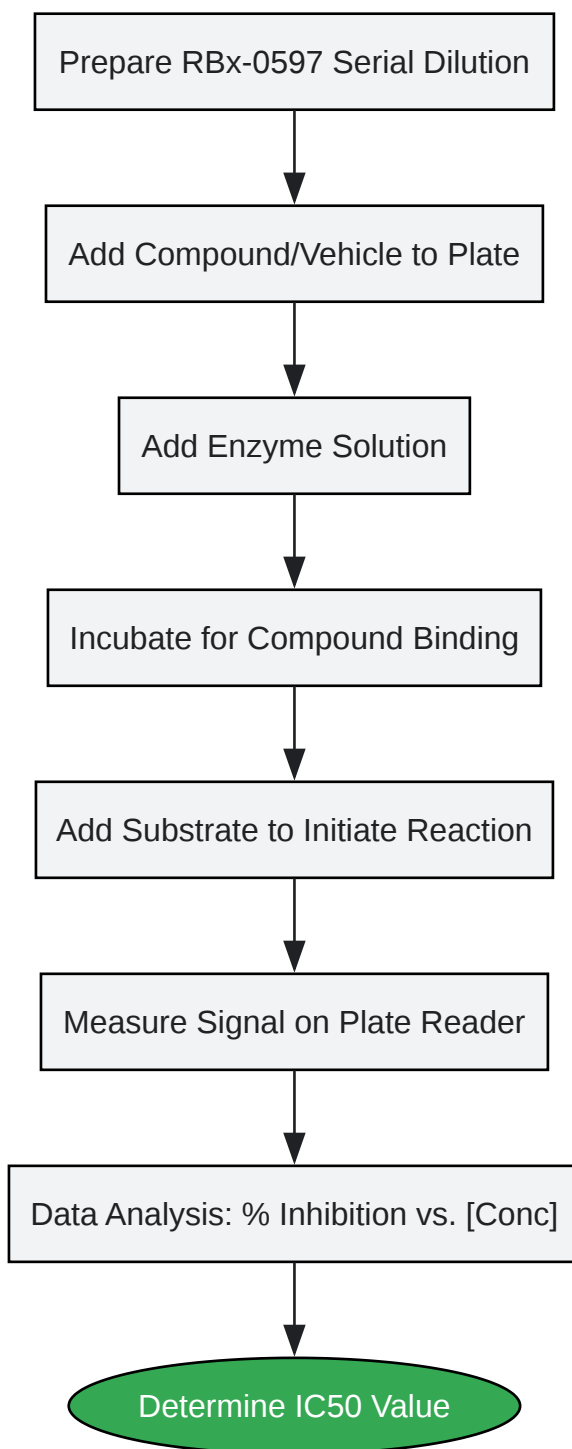 Prepare RBx-0597 Serial Dilution
Add Compound/Vehicle to Plate
Add Enzyme Solution
Incubate for Compound Binding
Add Substrate to Initiate Reaction
Measure Signal on Plate Reader
Data Analysis: % Inhibition vs. [Conc]
Determine IC50 Value